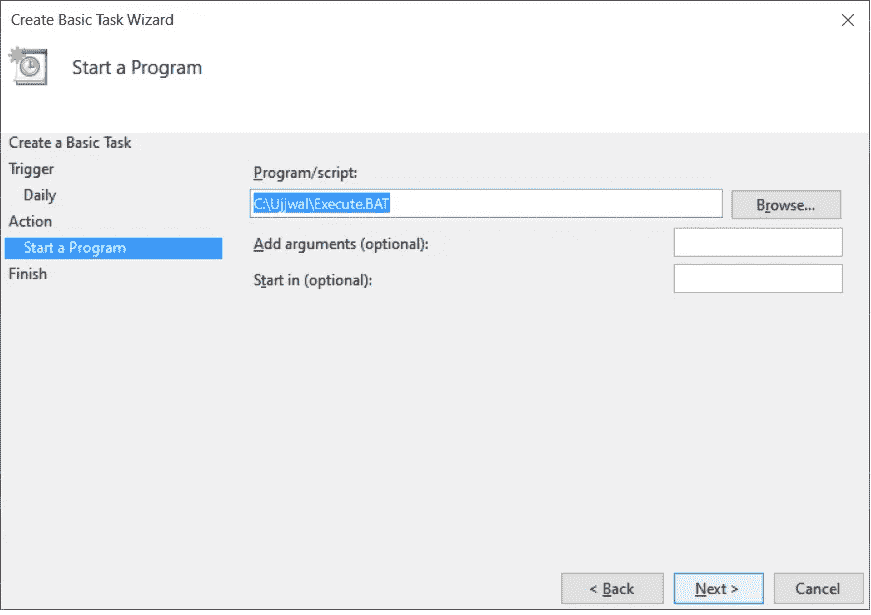 Create Basic Task Wizard
Start a Program
Create a Basic Task
Trigger
Daily
Action
Start a Program
Finish
Program/script:
C:\Ujjwal\Execute.BAT
Browse...
Add arguments (optional):
Start in (optional):
< Back
Next >
Cancel